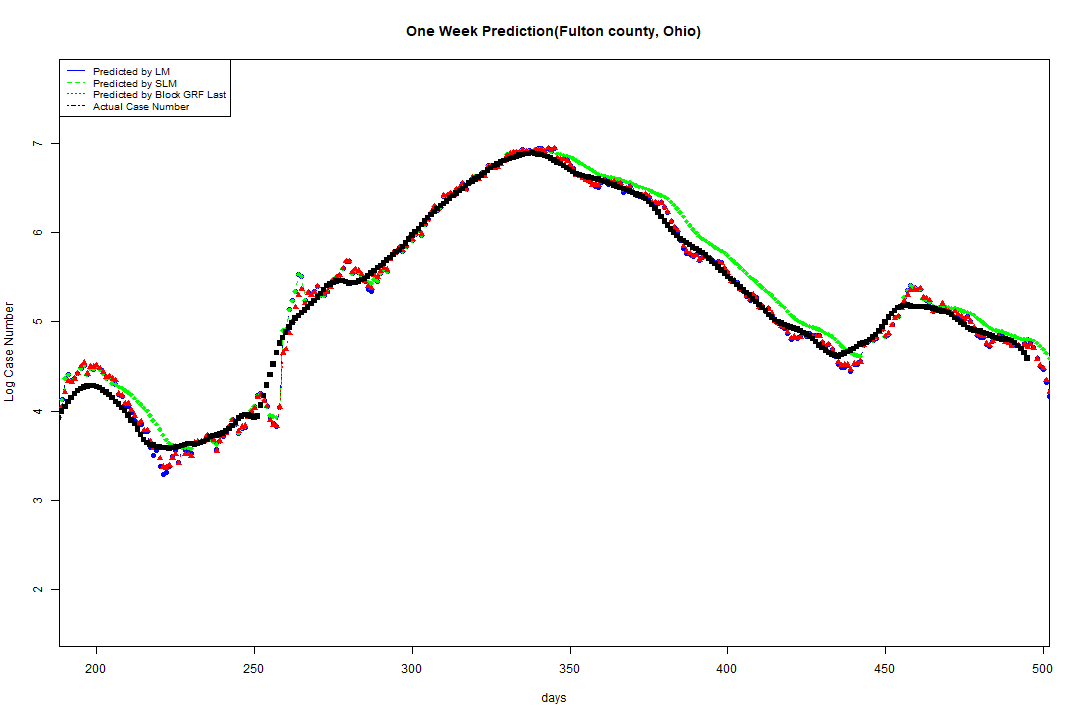 One Week Prediction(Fulton county, Ohio)
Predicted by LM
Predicted by SLM
Predicted by Block GRF Last
Actual Case Number
Log Case Number
7
6
5
4
3
2
200 250 300 350 400 450 500
days